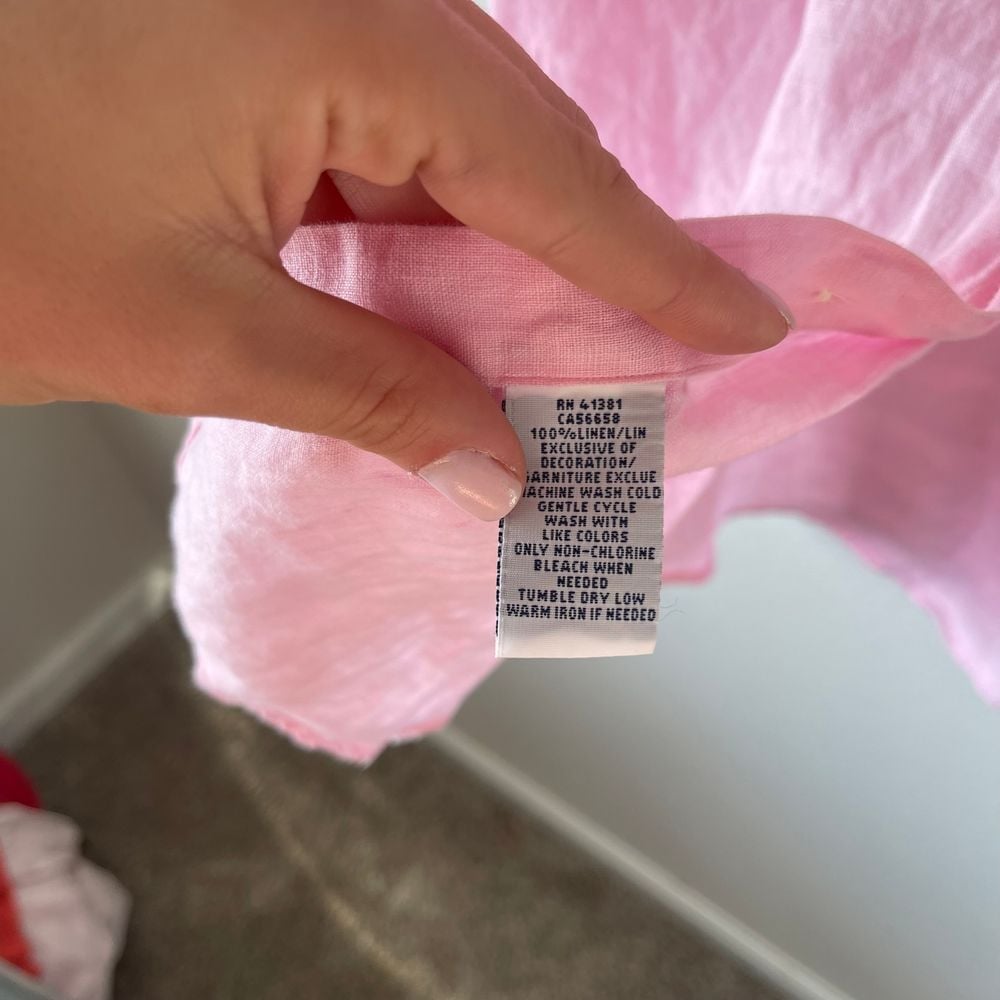 RN 41381
CA56658
100%LINEN/LIN
EXCLUSIVE OF
DECORATION/
GARNITURE EXCLUE
MACHINE WASH COLD
GENTLE CYCLE
WASH WITH
LIKE COLORS
ONLY NON-CHLORINE
BLEACH WHEN
NEEDED
TUMBLE DRY LOW
WARM IRON IF NEEDED